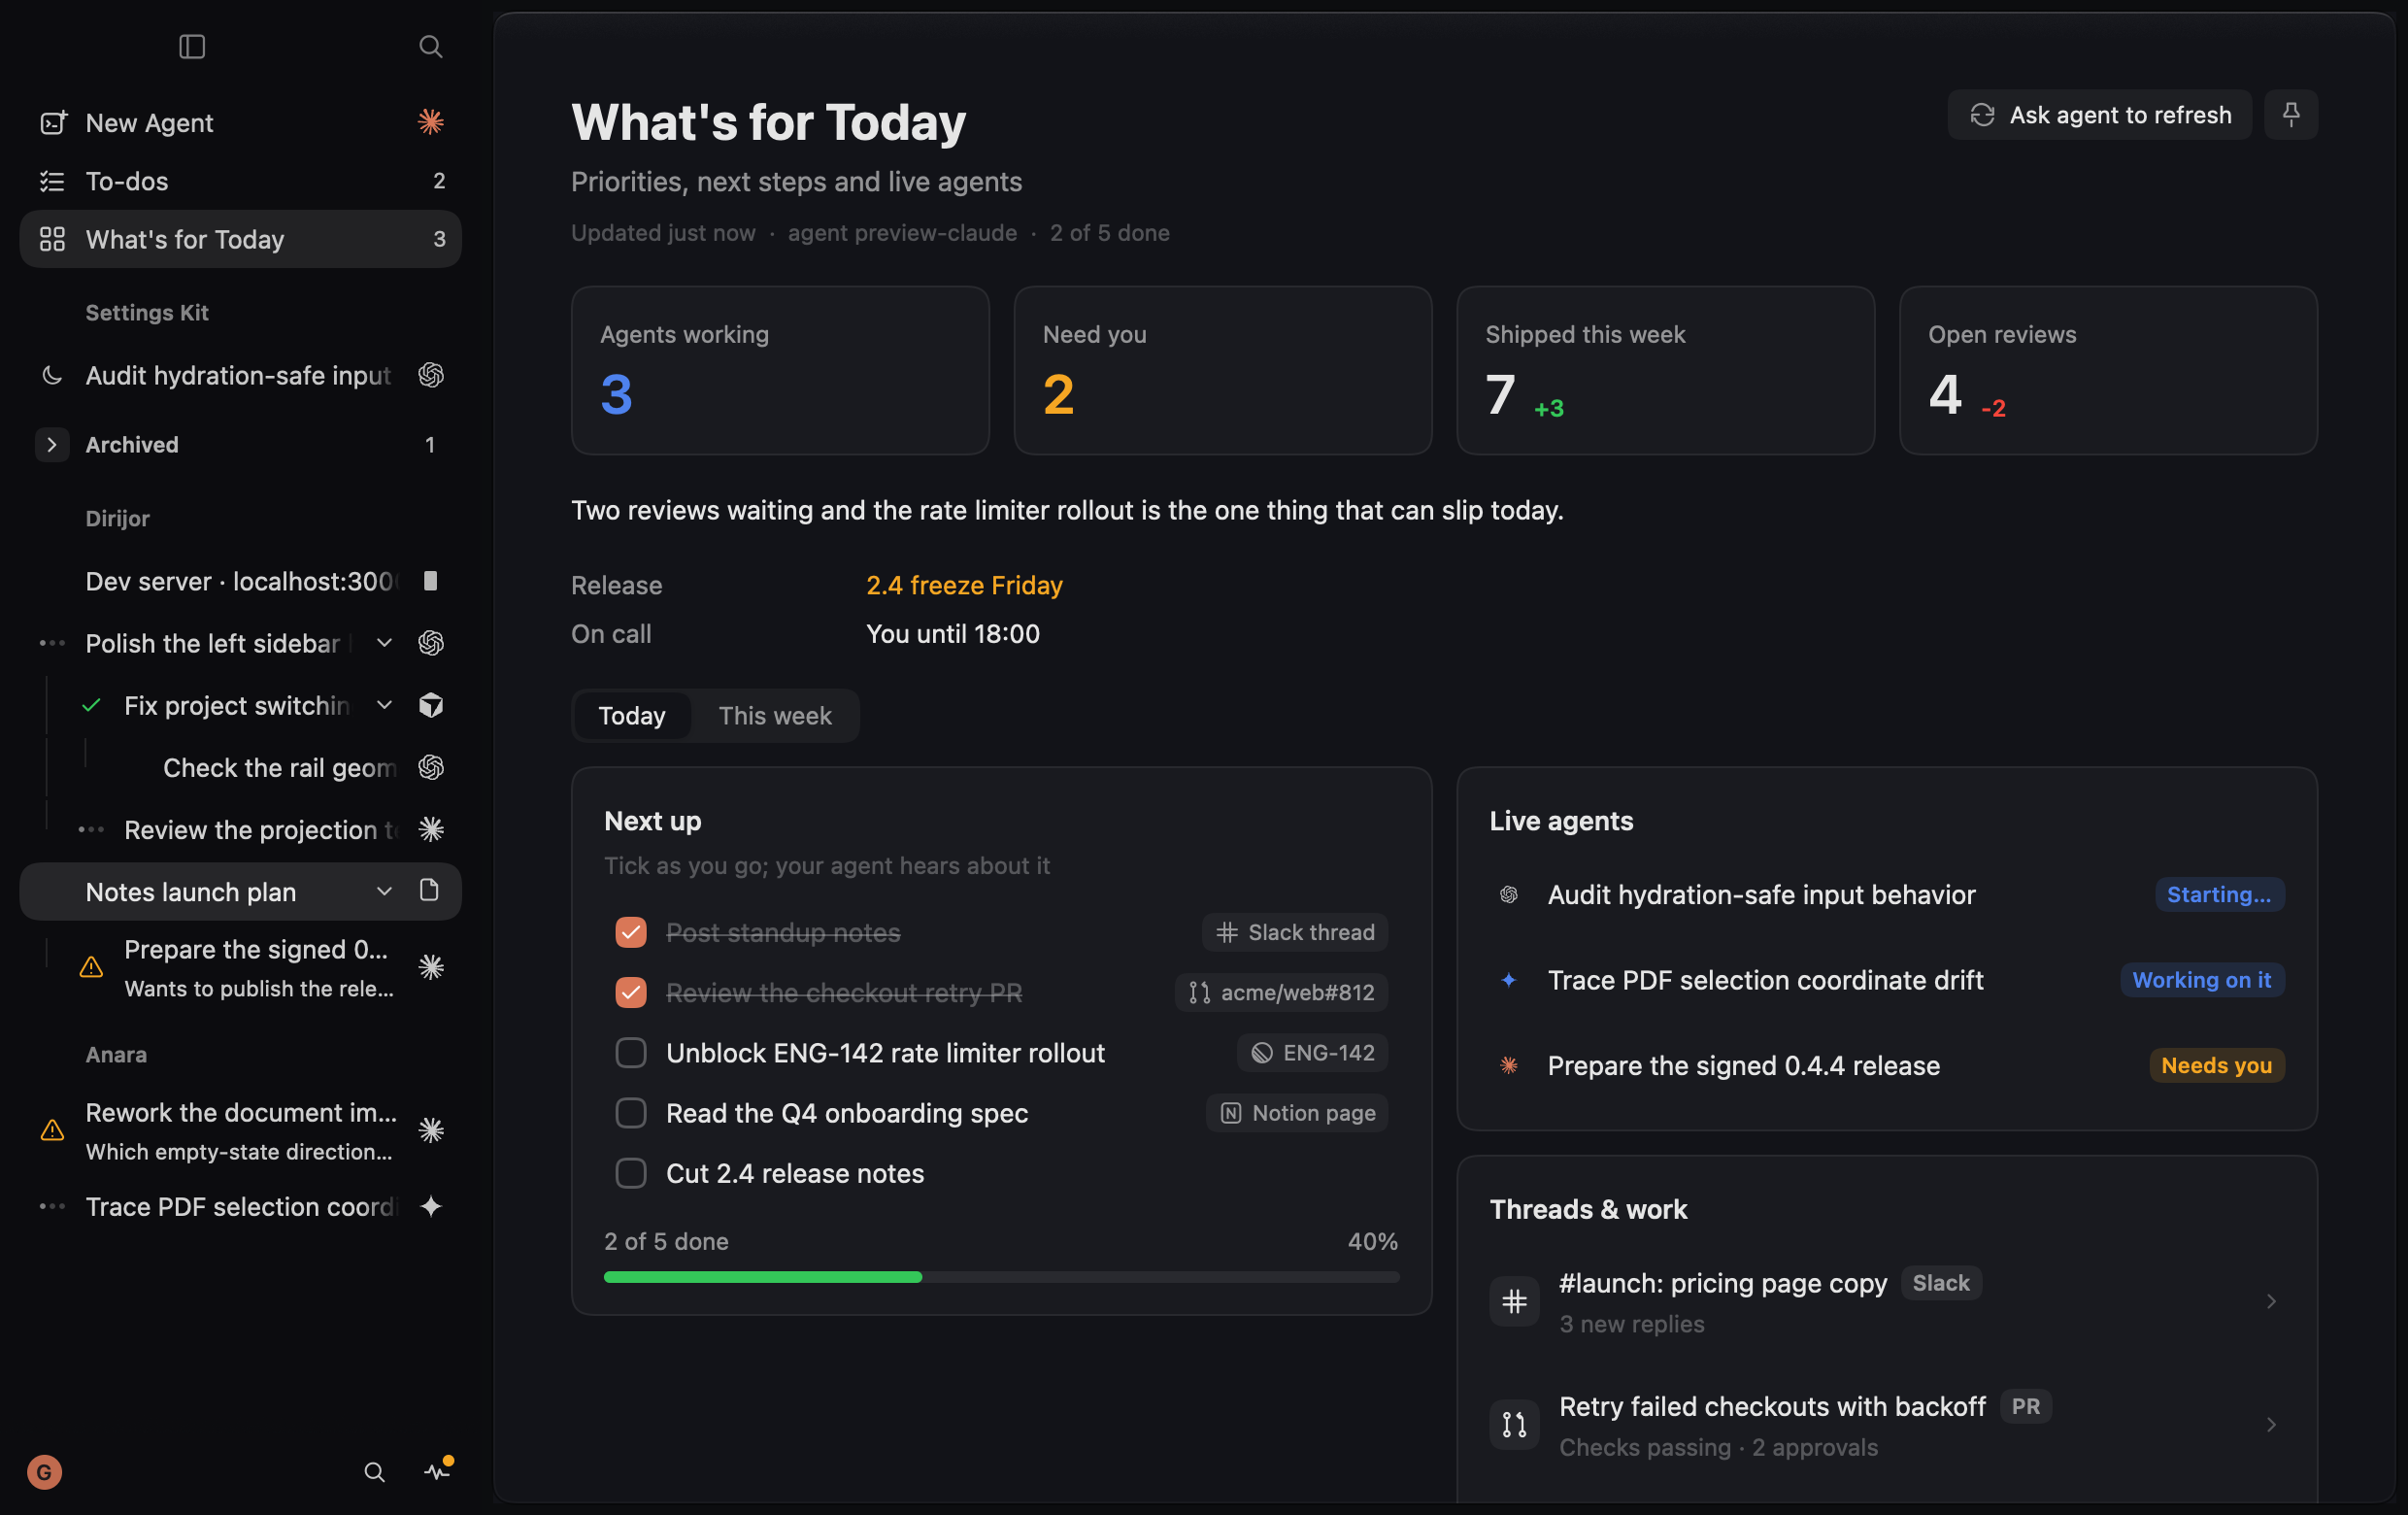 New Agent
To-dos 2
What's for Today 3
Settings Kit
Audit hydration-safe input
Archived 1
Dirijor
Dev server · localhost:300
Polish the left sidebar
Fix project switchin
Check the rail geom
Review the projection te
Notes launch plan
Prepare the signed 0...
Wants to publish the rele...
Anara
Rework the document im...
Which empty-state direction...
Trace PDF selection coordi
G
What's for Today
Ask agent to refresh
Priorities, next steps and live agents
Updated just now · agent preview-claude · 2 of 5 done
Agents working
3
Need you
2
Shipped this week
7 +3
Open reviews
4 -2
Two reviews waiting and the rate limiter rollout is the one thing that can slip today.
Release 2.4 freeze Friday
On call You until 18:00
Today This week
Next up
Tick as you go; your agent hears about it
Post standup notes Slack thread
Review the checkout retry PR acme/web#812
Unblock ENG-142 rate limiter rollout ENG-142
Read the Q4 onboarding spec Notion page
Cut 2.4 release notes
2 of 5 done 40%
Live agents
Audit hydration-safe input behavior Starting...
Trace PDF selection coordinate drift Working on it
Prepare the signed 0.4.4 release Needs you
Threads & work
#launch: pricing page copy Slack
3 new replies
Retry failed checkouts with backoff PR
Checks passing · 2 approvals